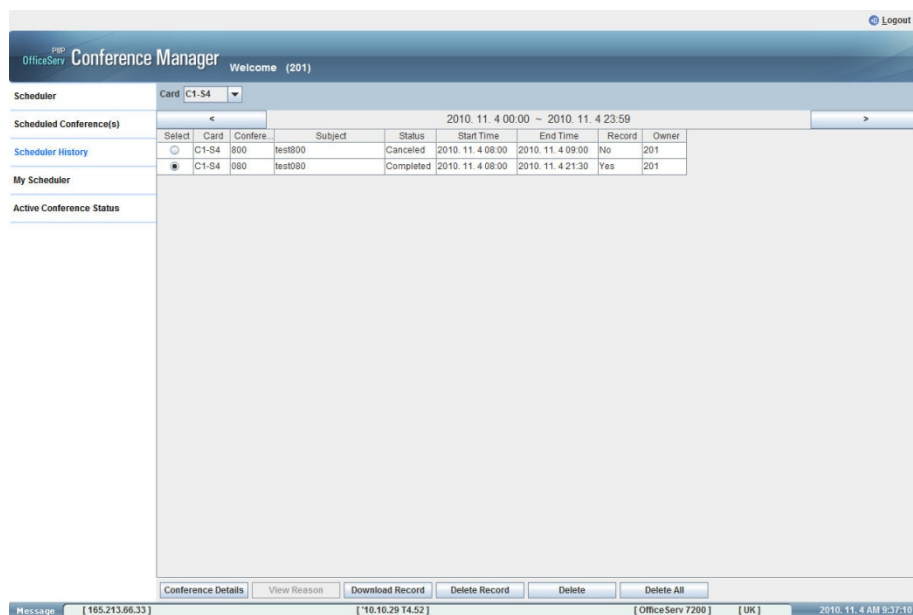 Logout
PWP
OfficeServ Conference Manager Welcome (201)
Scheduler
Scheduled Conference(s)
Scheduler History
My Scheduler
Active Conference Status
Card C1-S4
< 2010. 11. 4 00:00 ~ 2010. 11. 4 23:59 >
Select Card Confere... Subject Status Start Time End Time Record Owner
C1-S4 800 test800 Canceled 2010. 11. 4 08:00 2010. 11. 4 09:00 No 201
C1-S4 080 test080 Completed 2010. 11. 4 08:00 2010. 11. 4 21:30 Yes 201
Conference Details View Reason Download Record Delete Record Delete Delete All
Message [165.213.66.33] ['10.10.29 T4.52] [OfficeServ 7200] [UK] 2010. 11. 4 AM 9:37:10